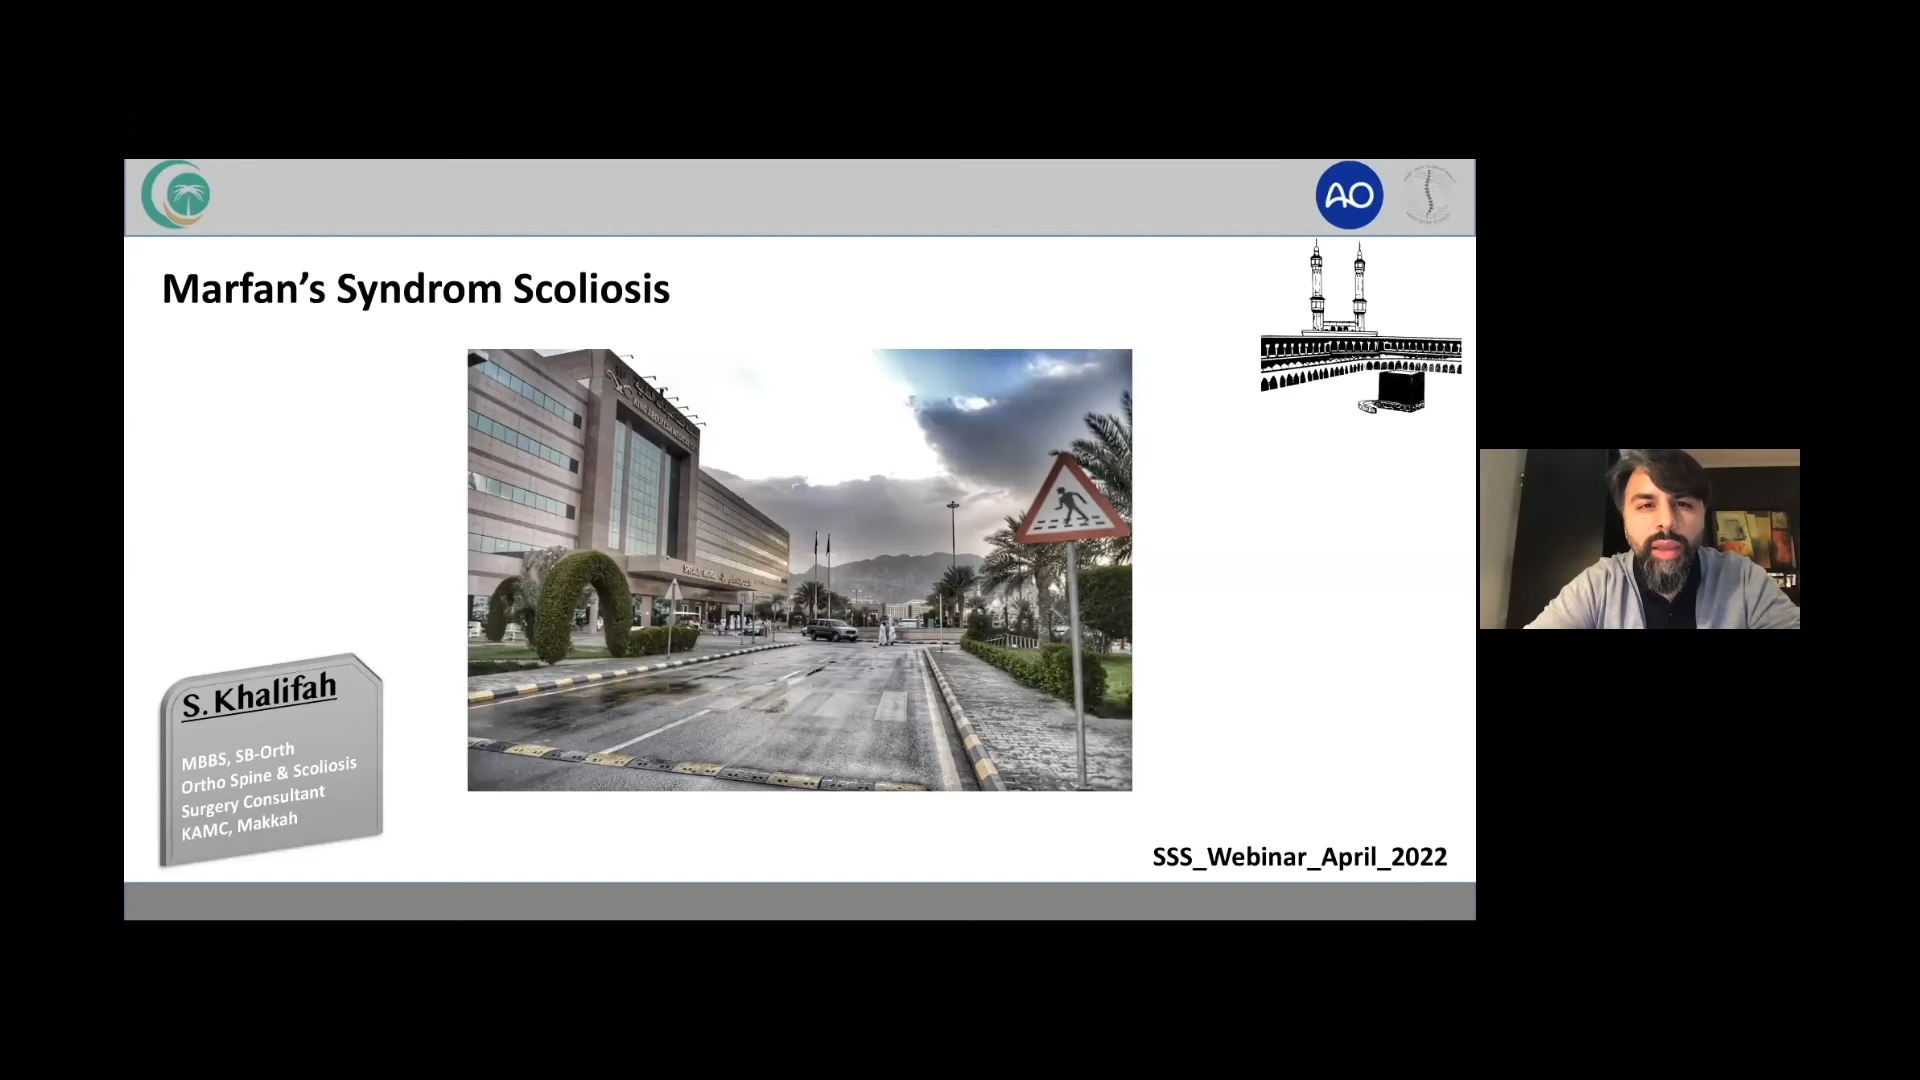 AO
Marfan’s Syndrom Scoliosis
S. Khalifah
MBBS, SB-Orth
Ortho Spine & Scoliosis
Surgery Consultant
KAMC, Makkah
SSS_Webinar_April_2022